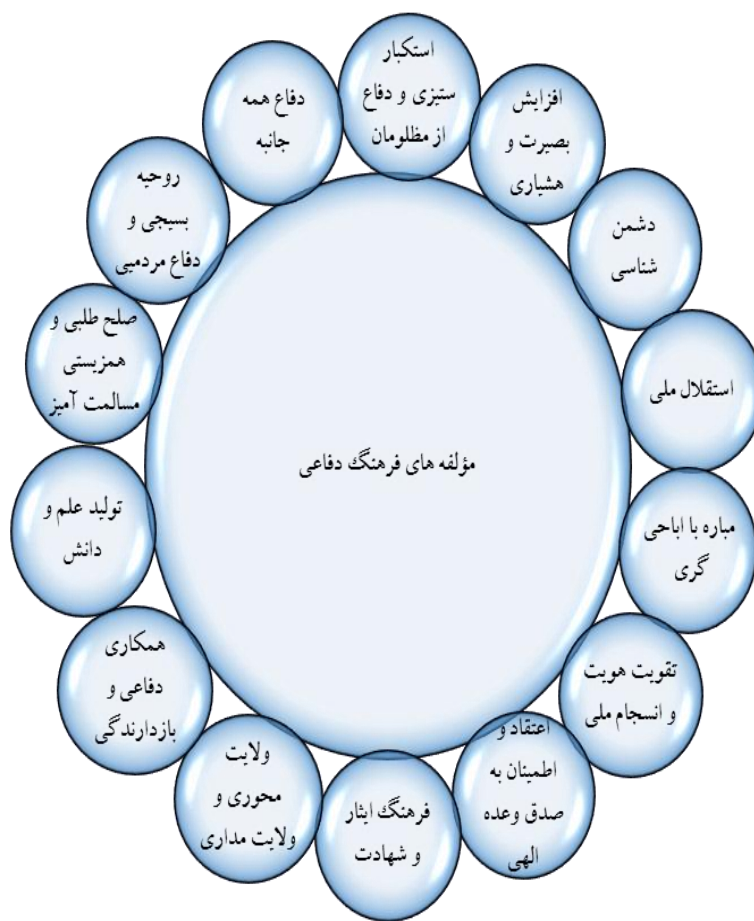 استکبار
ستیزی و دفاع
از مظلومان
افزایش
بصیرت و
هشیاری
دشمن
شناسی
استقلال ملی
مباره با اباحی
گری
تقویت هویت
و انسجام ملی
اعتقاد و
اطمینان به
صدق وعده
الهی
فرهنگ ایثار
و شهادت
ولایت
محوری و
ولایت مداری
همکاری
دفاعی و
بازدارندگی
تولید علم و
دانش
صلح طلبی و
همزیستی
مسالمت آمیز
روحیه
بسیجی و
دفاع مردمیی
دفاع همه
جانبه
مؤلفه های فرهنگ دفاعی